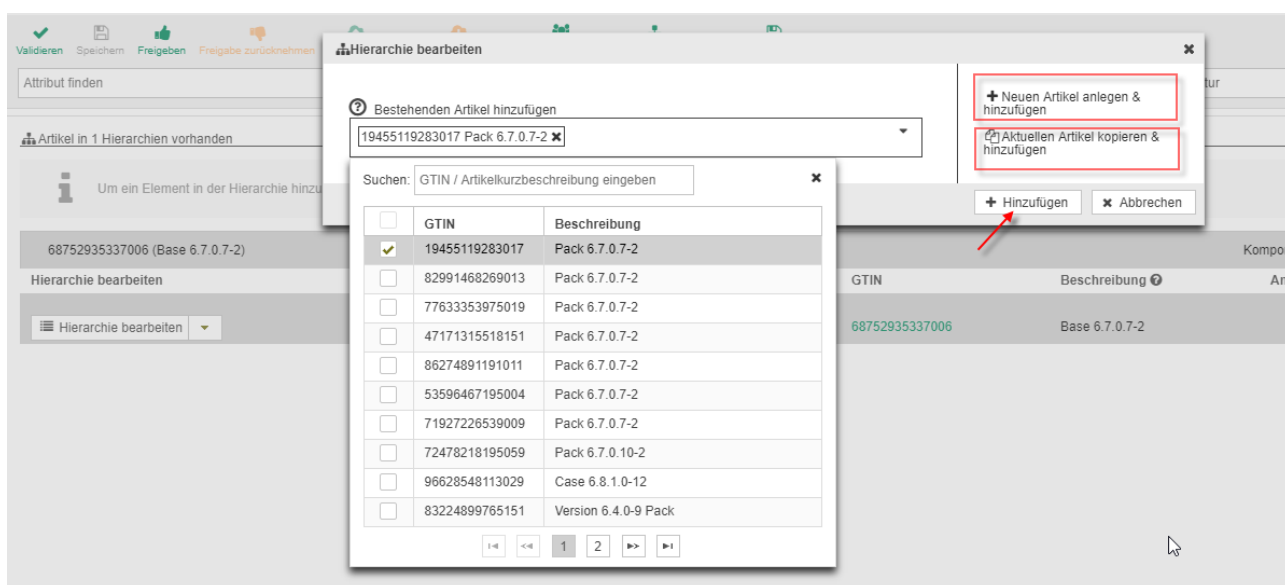 Validieren Speichern Freigeben Freigabe zurücknehmen
Attribut finden
tur
Artikel in 1 Hierarchien vorhanden
Um ein Element in der Hierarchie hinzu
68752935337006 (Base 6.7.0.7-2)
Kompo
Hierarchie bearbeiten GTIN Beschreibung An
Hierarchie bearbeiten 68752935337006 Base 6.7.0.7-2
Hierarchie bearbeiten
Bestehenden Artikel hinzufügen
19455119283017 Pack 6.7.0.7-2
Neuen Artikel anlegen &
hinzufügen
Aktuellen Artikel kopieren &
hinzufügen
Hinzufügen Abbrechen
Suchen: GTIN / Artikelkurzbeschreibung eingeben
GTIN Beschreibung
19455119283017 Pack 6.7.0.7-2
82991468269013 Pack 6.7.0.7-2
77633353975019 Pack 6.7.0.7-2
47171315518151 Pack 6.7.0.7-2
86274891191011 Pack 6.7.0.7-2
53596467195004 Pack 6.7.0.7-2
71927226539009 Pack 6.7.0.7-2
72478218195059 Pack 6.7.0.10-2
96628548113029 Case 6.8.1.0-12
83224899765151 Version 6.4.0-9 Pack
1 2